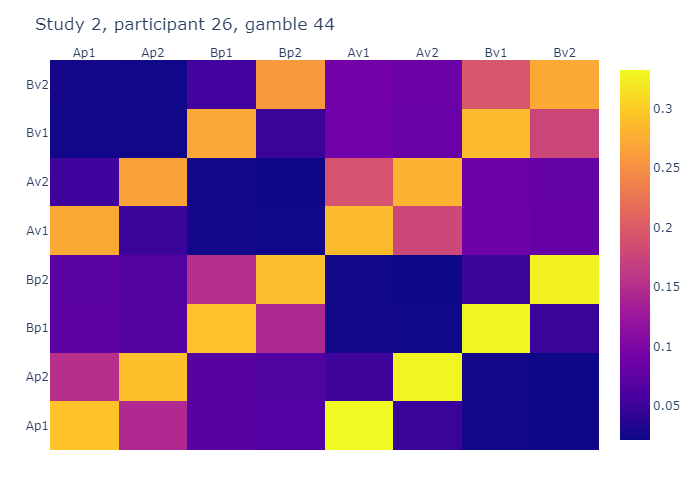 Study 2, participant 26, gamble 44
Ap1 Ap2 Bp1 Bp2 Av1 Av2 Bv1 Bv2
Bv2
Bv1
Av2
Av1
Bp2
Bp1
Ap2
Ap1
0.3
0.25
0.2
0.15
0.1
0.05